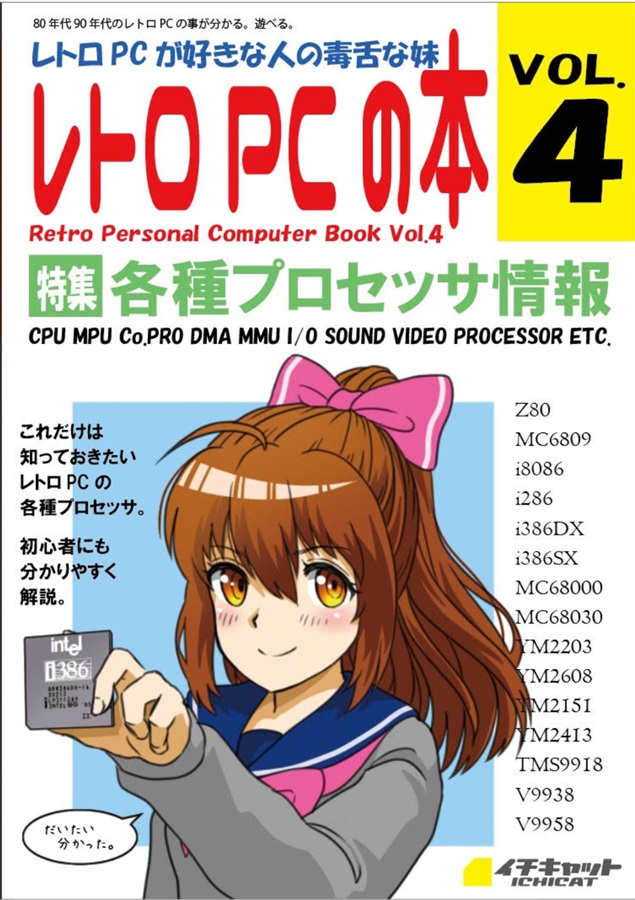 80年代90年代のレトロPCの事が分かる。遊べる。
レトロPCが好きな人の毒舌な妹
レトロPCの本
VOL.
4
Retro Personal Computer Book Vol.4
特集 各種プロセッサ情報
CPU MPU Co.PRO DMA MMU I/O SOUND VIDEO PROCESSOR ETC.
これだけは
知っておきたい
レトロPCの
各種プロセッサ。
初心者にも
分かりやすく
解説。
Z80
MC6809
i8086
i286
i386DX
i386SX
MC68000
MC68030
YM2203
YM2608
YM2151
YM2413
TMS9918
V9938
V9958
intel
i386
だいたい
分かった。
イチキャット
ICHICAT